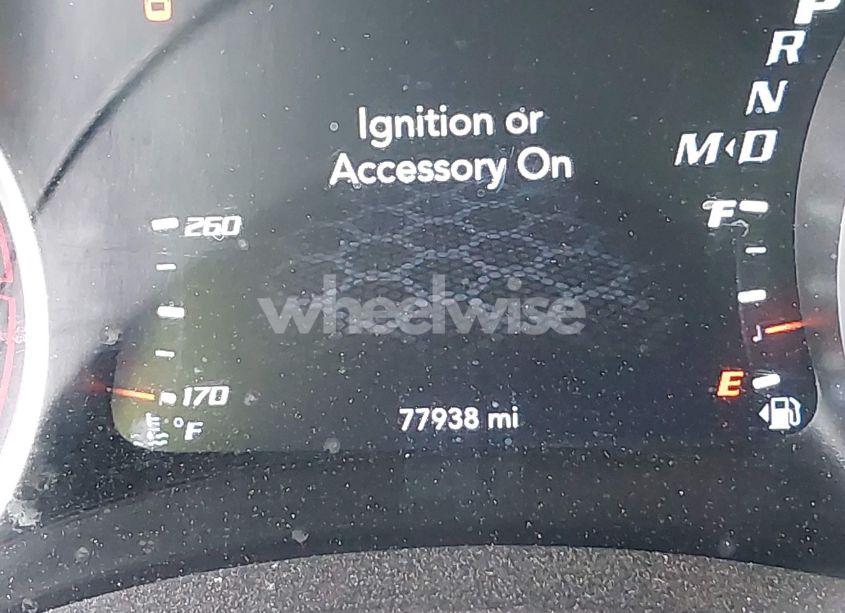 P
R
N
M D
Ignition or
Accessory On
260
F
wheelwise
170
E
°F
77938 mi